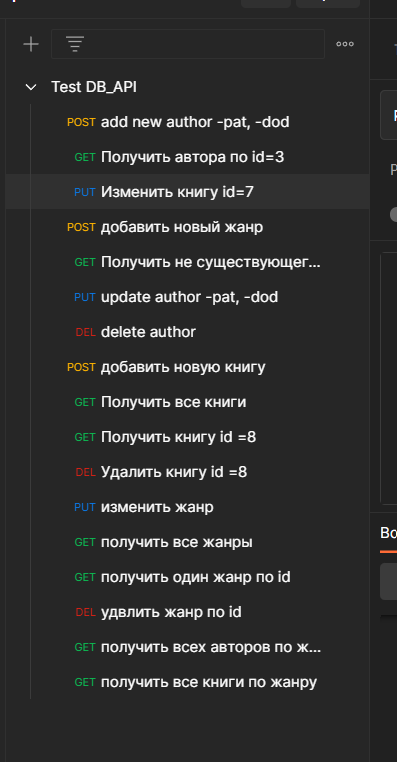 Test DB_API
POST add new author -pat, -dod
GET Получить автора по id=3
PUT Изменить книгу id=7
POST добавить новый жанр
GET Получить не существующег...
PUT update author -pat, -dod
DEL delete author
POST добавить новую книгу
GET Получить все книги
GET Получить книгу id =8
DEL Удалить книгу id =8
PUT изменить жанр
GET получить все жанры
GET получить один жанр по id
DEL удвлить жанр по id
GET получить всех авторов по ж...
GET получить все книги по жанру
Bo